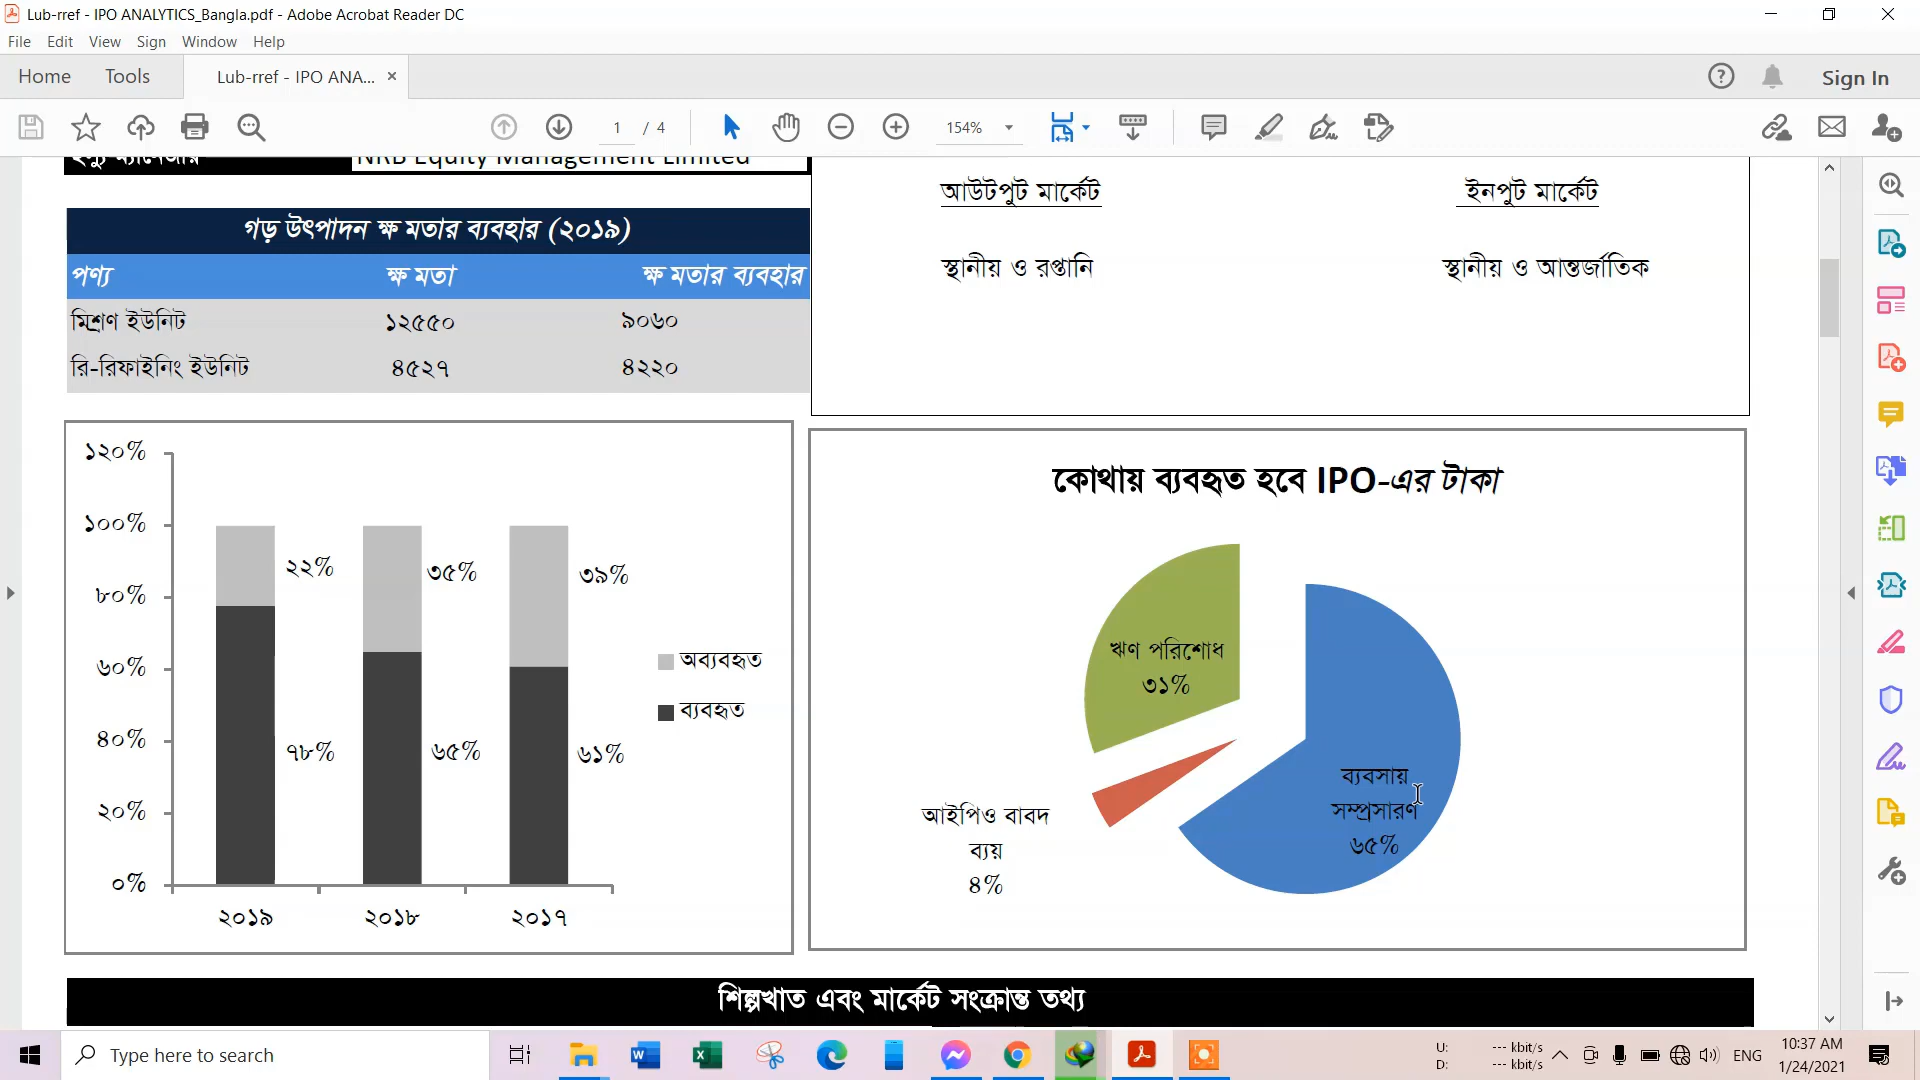 Lub-rref - IPO ANALYTICS_Bangla.pdf - Adobe Acrobat Reader DC
File Edit View Sign Window Help
Home Tools Lub-rref - IPO ANA... × Sign In
1 / 4 154%
ইস্যু ম্যানেজার NRB Equity Management Limited
গড় উৎপাদন ক্ষমতার ব্যবহার (২০১৯)
পণ্য ক্ষমতা ক্ষমতার ব্যবহার
মিশ্রণ ইউনিট ১২৫৫০ ৯০৬০
রি-রিফাইনিং ইউনিট ৪৫২৭ ৪২২০
আউটপুট মার্কেট ইনপুট মার্কেট
স্থানীয় ও রপ্তানি স্থানীয় ও আন্তর্জাতিক
১২০%
১০০%
৮০%
৬০%
৪০%
২০%
০%
২২% ৩৫% ৩৯%
৭৮% ৬৫% ৬১%
অব্যবহৃত
ব্যবহৃত
২০১৯ ২০১৮ ২০১৭
কোথায় ব্যবহৃত হবে IPO-এর টাকা
ঋণ পরিশোধ
৩১%
ব্যবসায়
সম্প্রসারণ
৬৫%
আইপিও বাবদ
ব্যয়
৪%
শিল্পখাত এবং মার্কেট সংক্রান্ত তথ্য
Type here to search
U: --- kbit/s
D: --- kbit/s
ENG
10:37 AM
1/24/2021